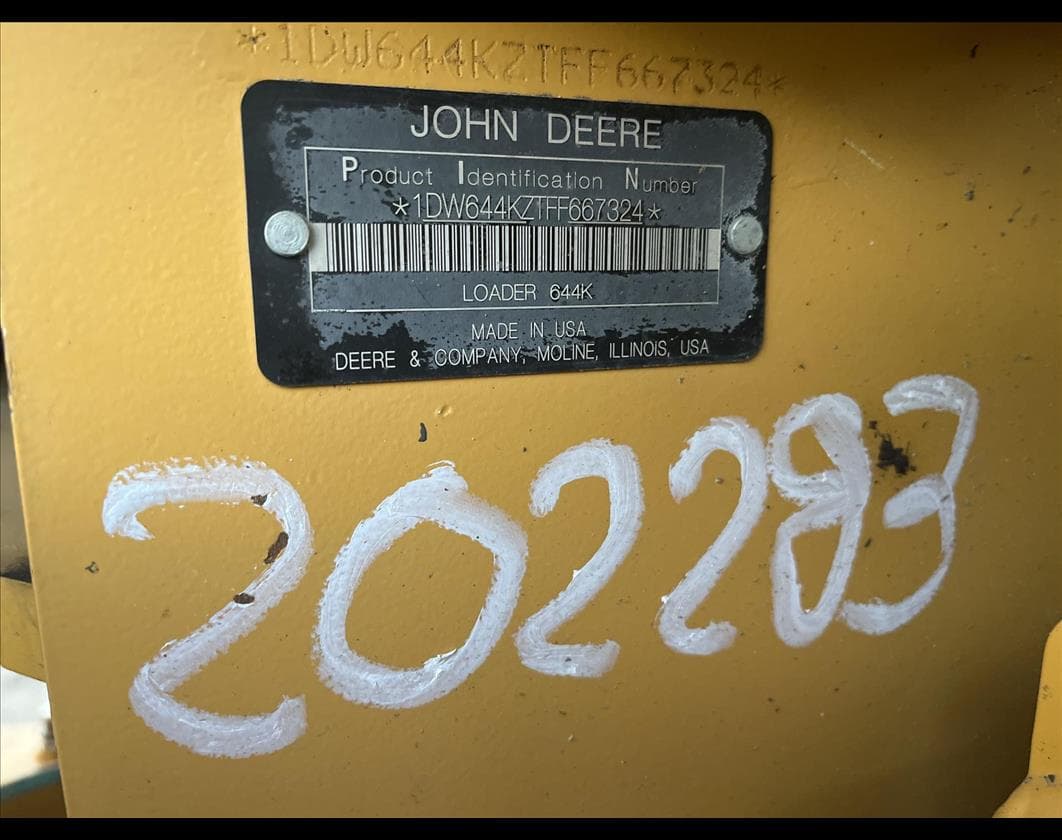 *1DW644KZTFF667324*
JOHN DEERE
Product Identification Number
*1DW644KZTFF667324*
LOADER 644K
MADE IN USA
DEERE & COMPANY, MOLINE, ILLINOIS, USA
202283